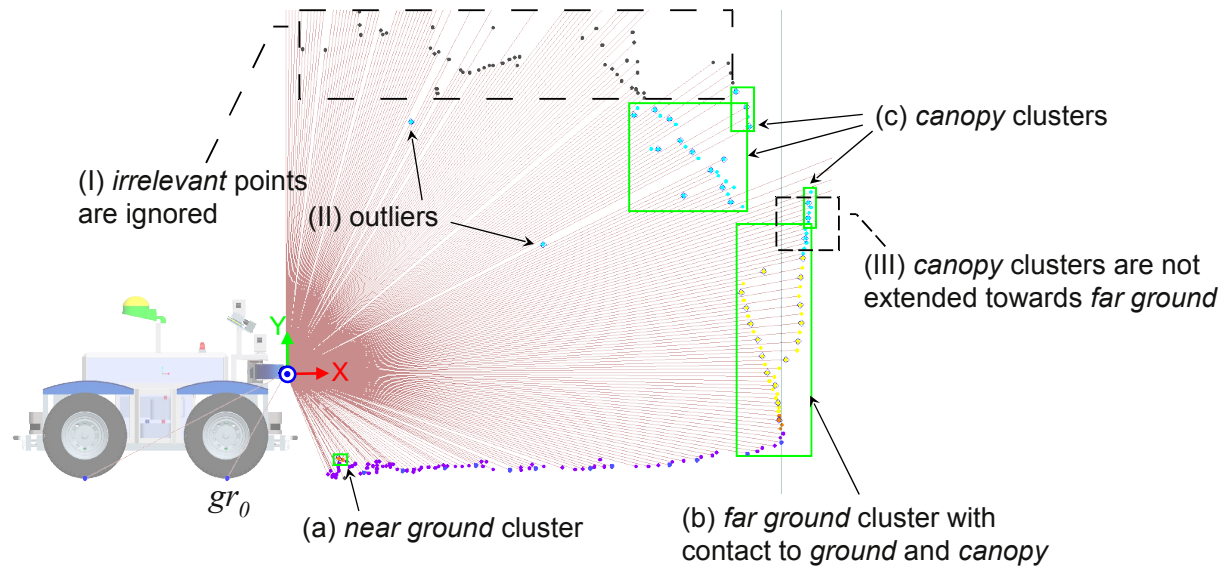 (c) canopy clusters
(I) irrelevant points
are ignored
(II) outliers
(III) canopy clusters are not
extended towards far ground
Y
X
gr0
(a) near ground cluster
(b) far ground cluster with
contact to ground and canopy